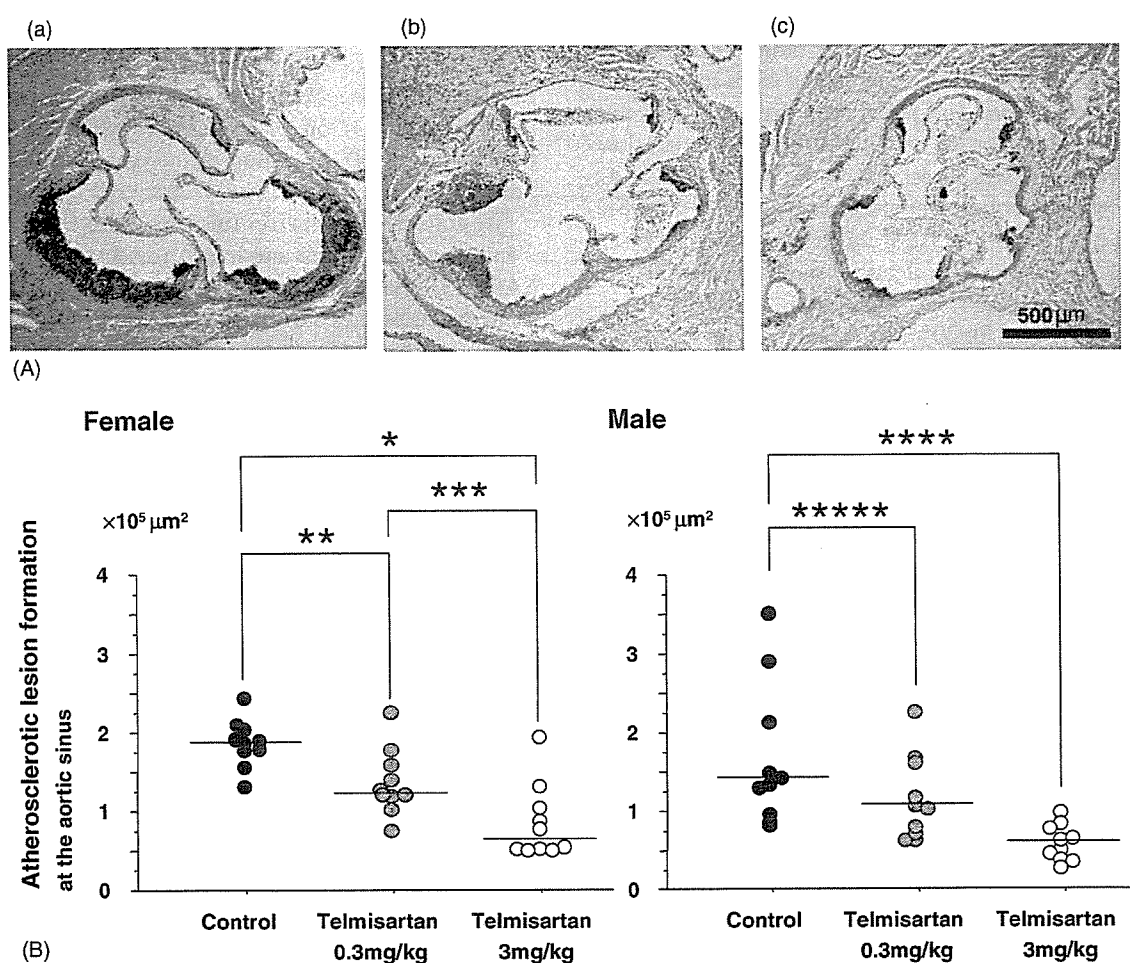 (a) (b) (c)
500μm
(A)
Female Male
* ****
*** *****
**
×10⁵ μm² ×10⁵ μm²
Atherosclerotic lesion formation
at the aortic sinus
4 4
3 3
2 2
1 1
0 0
Control Telmisartan Telmisartan Control Telmisartan Telmisartan
0.3mg/kg 3mg/kg 0.3mg/kg 3mg/kg
(B)